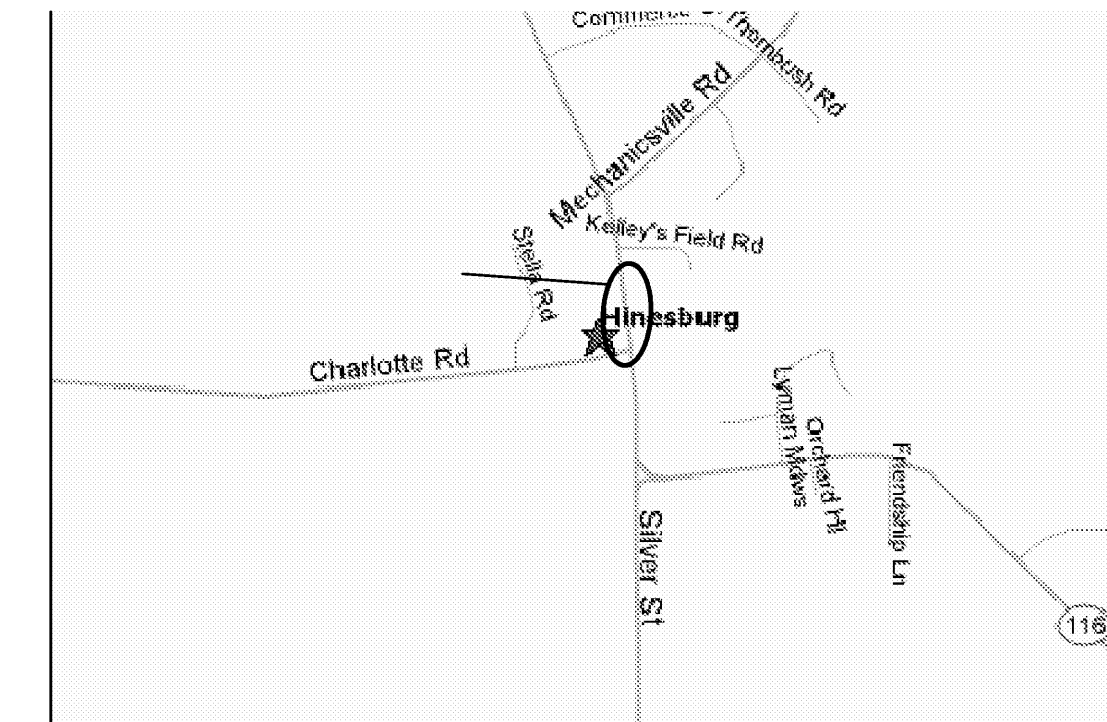 Commerce
Thornbush Rd
Mechanicsville Rd
Kelley's Field Rd
Stella Rd
Hinesburg
Charlotte Rd
Lyman Mdws
Orchard Hl
Friendship Ln
Silver St
116